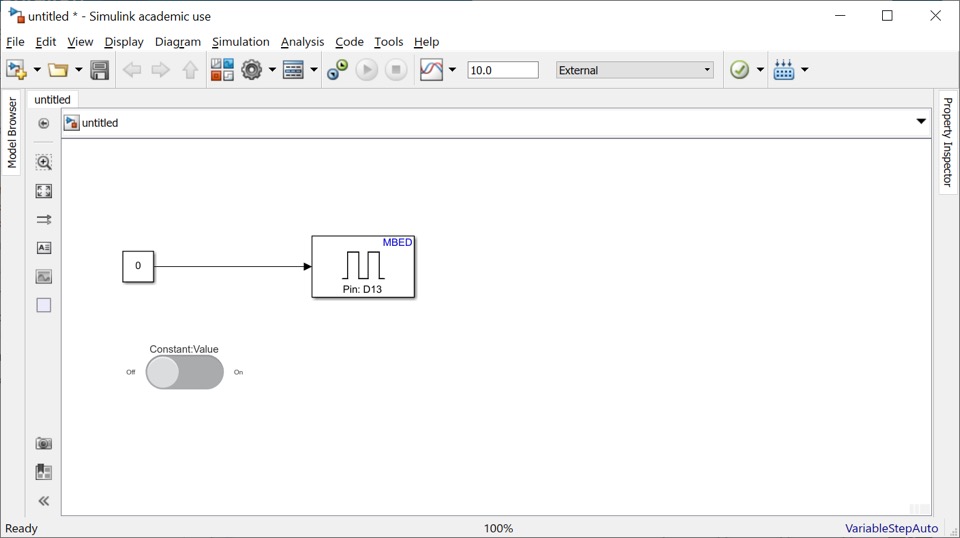 untitled * - Simulink academic use
File Edit View Display Diagram Simulation Analysis Code Tools Help
10.0 External
untitled
untitled
Model Browser
Property Inspector
MBED
0
Pin: D13
Constant:Value
Off On
Ready 100% VariableStepAuto